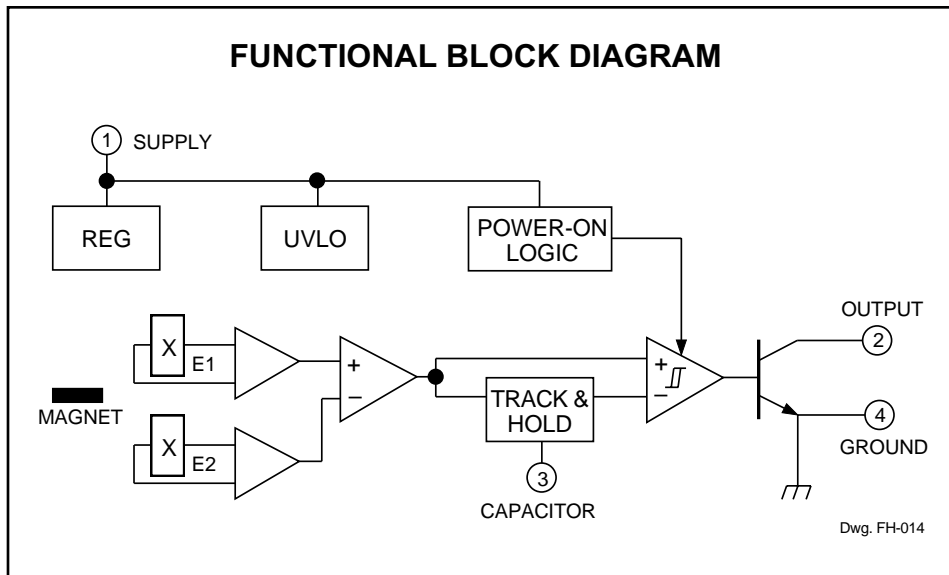 FUNCTIONAL BLOCK DIAGRAM
1 SUPPLY
REG
UVLO
POWER-ON
LOGIC
X
E1
+
−
MAGNET
X
E2
TRACK &
HOLD
3
CAPACITOR
+
−
OUTPUT
2
4
GROUND
Dwg. FH-014